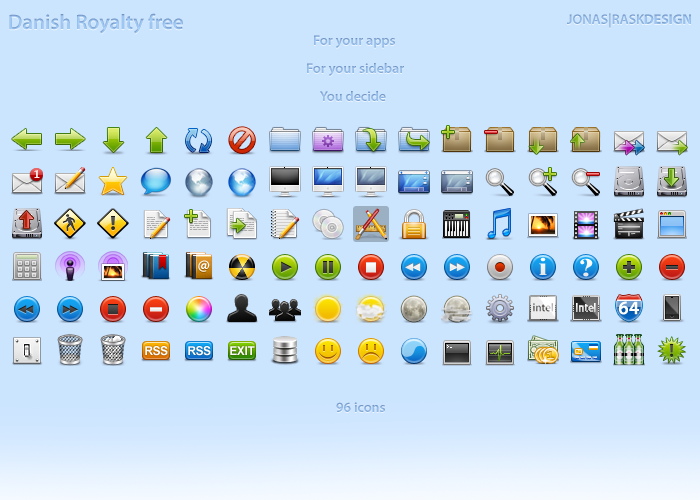 Danish Royalty free
JONAS|RASKDESIGN
For your apps
For your sidebar
You decide
1
@
i
?
intel
Intel
64
RSS
RSS
EXIT
96 icons